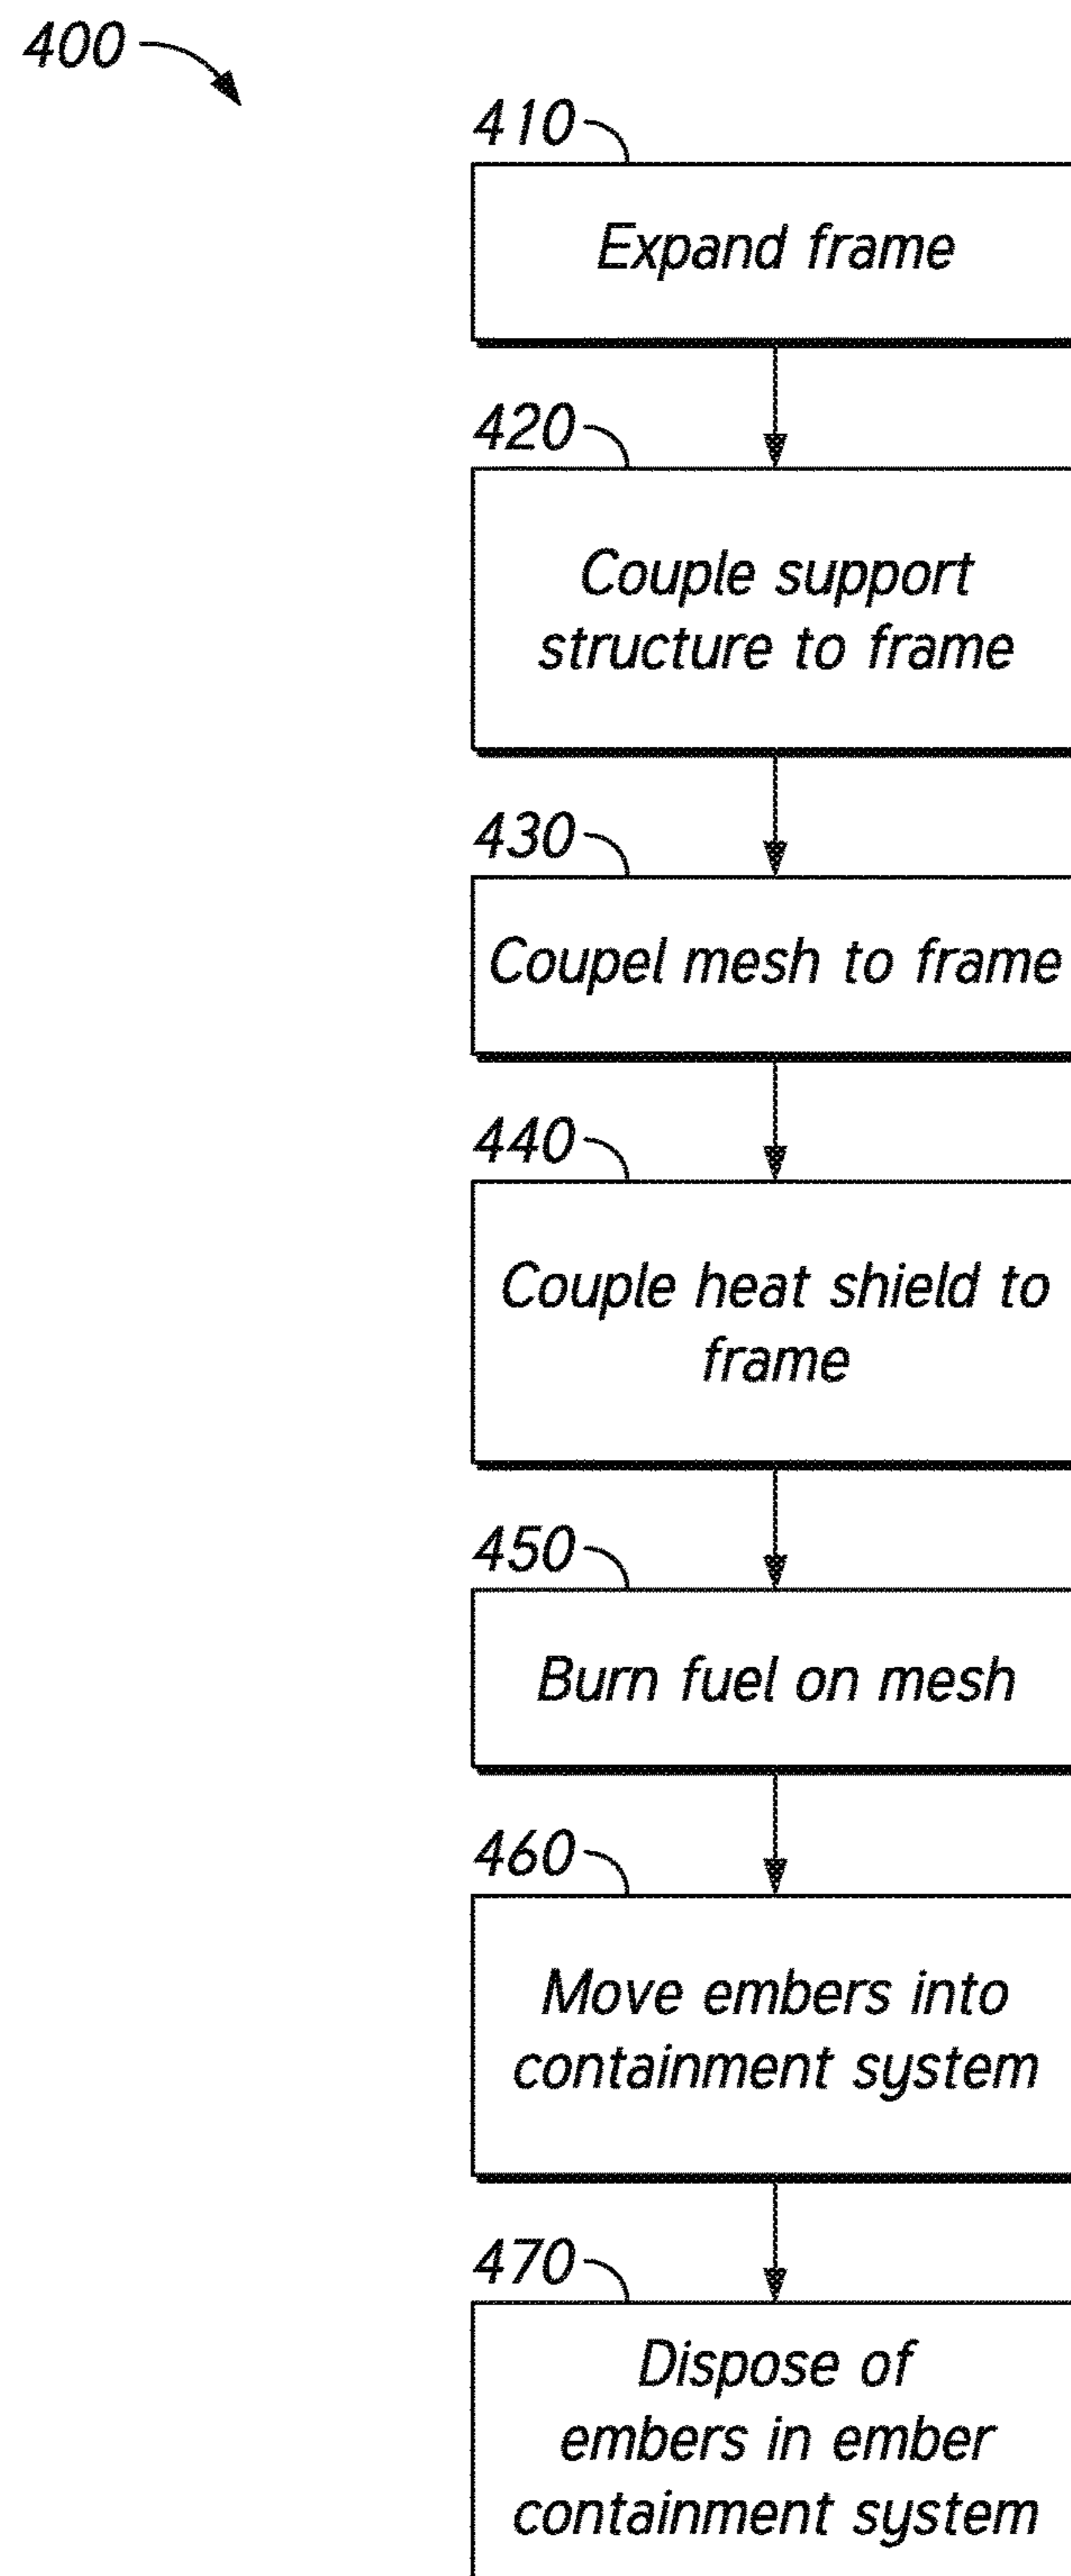 400
410
Expand frame
420
Couple support
structure to frame
430
Coupel mesh to frame
440
Couple heat shield to
frame
450
Burn fuel on mesh
460
Move embers into
containment system
470
Dispose of
embers in ember
containment system